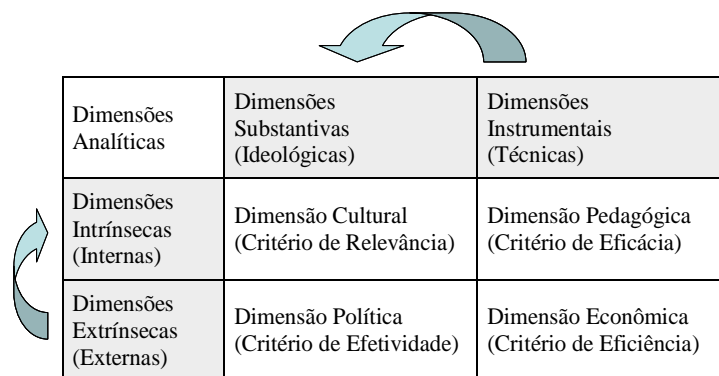 Dimensões
Analíticas
Dimensões
Substantivas
(Ideológicas)
Dimensões
Instrumentais
(Técnicas)
Dimensões
Intrínsecas
(Internas)
Dimensão Cultural
(Critério de Relevância)
Dimensão Pedagógica
(Critério de Eficácia)
Dimensões
Extrínsecas
(Externas)
Dimensão Política
(Critério de Efetividade)
Dimensão Econômica
(Critério de Eficiência)